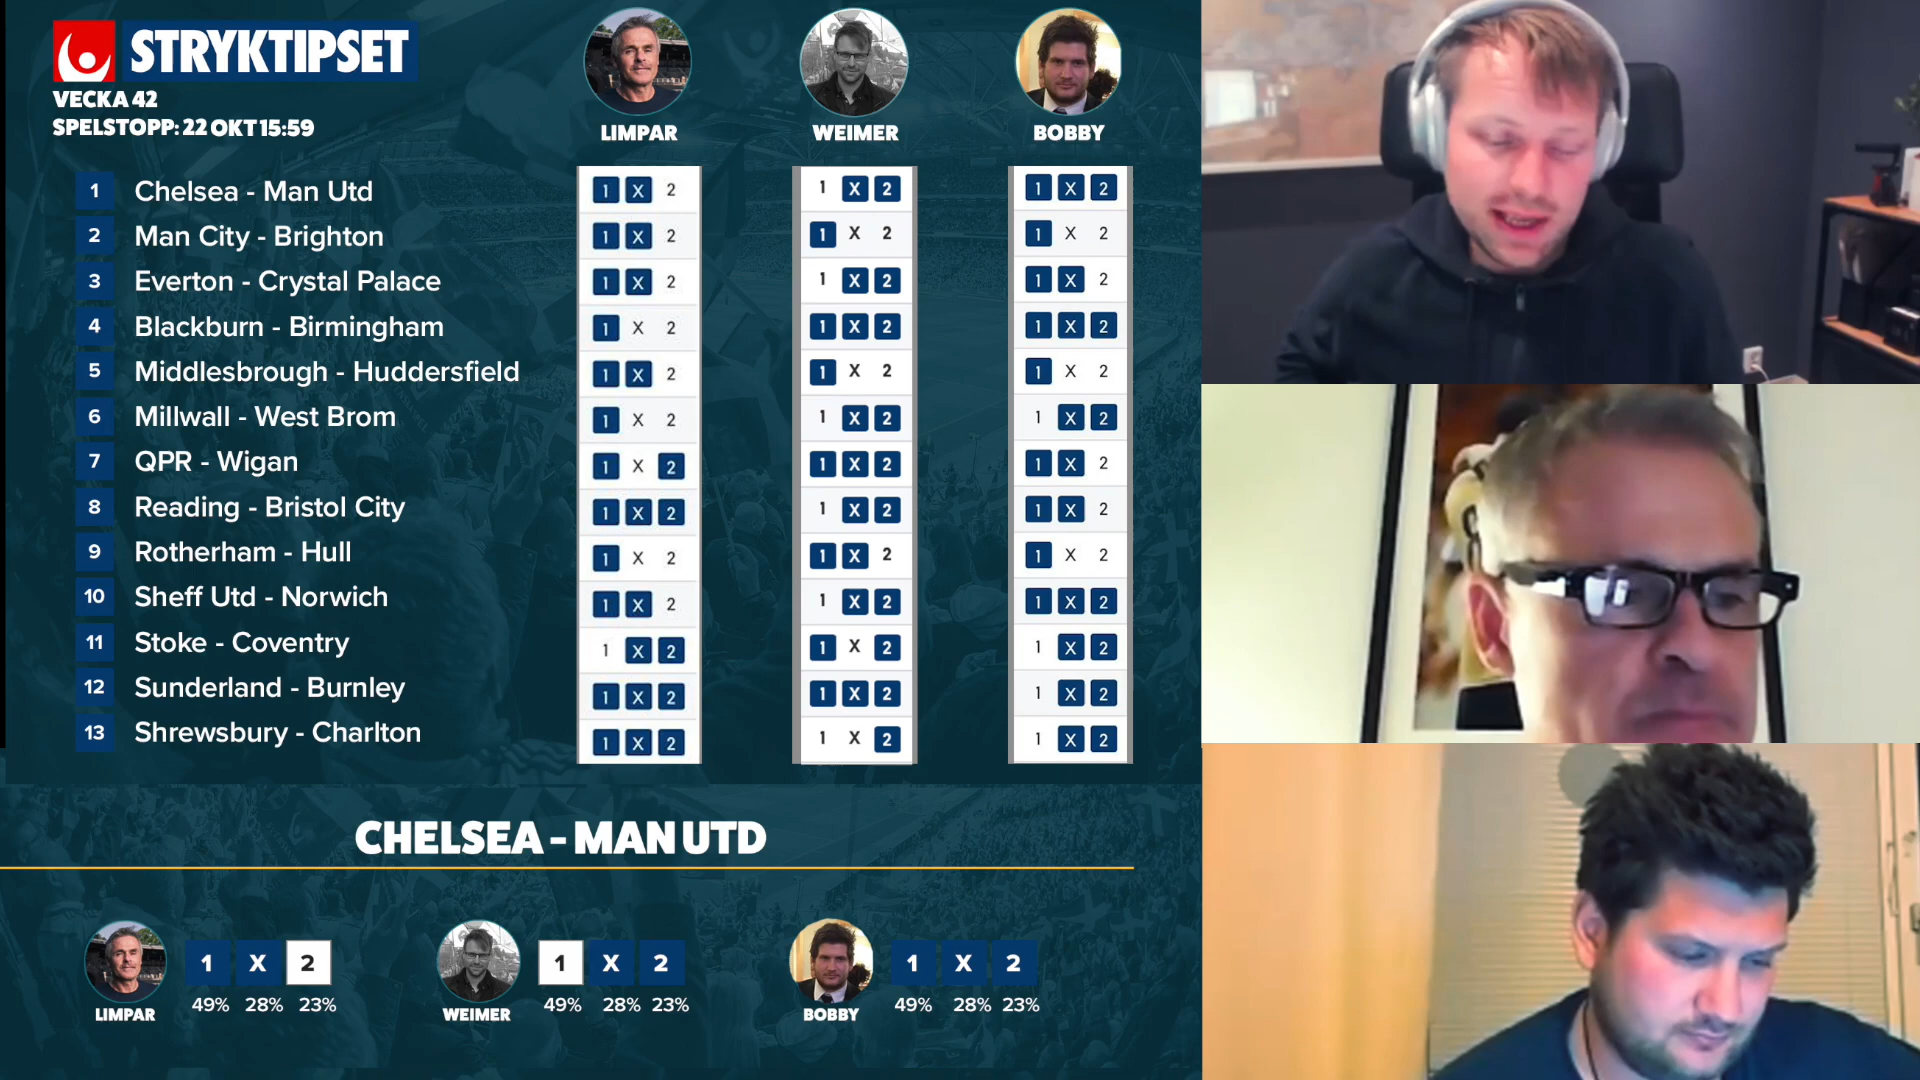 STRYKTIPSET
VECKA 42
SPELSTOPP: 22 OKT 15:59
LIMPAR WEIMER BOBBY
1 Chelsea - Man Utd 1 X 2 1 X 2 1 X 2
2 Man City - Brighton 1 X 2 1 X 2 1 X 2
3 Everton - Crystal Palace 1 X 2 1 X 2 1 X 2
4 Blackburn - Birmingham 1 X 2 1 X 2 1 X 2
5 Middlesbrough - Huddersfield 1 X 2 1 X 2 1 X 2
6 Millwall - West Brom 1 X 2 1 X 2 1 X 2
7 QPR - Wigan 1 X 2 1 X 2 1 X 2
8 Reading - Bristol City 1 X 2 1 X 2 1 X 2
9 Rotherham - Hull 1 X 2 1 X 2 1 X 2
10 Sheff Utd - Norwich 1 X 2 1 X 2 1 X 2
11 Stoke - Coventry 1 X 2 1 X 2 1 X 2
12 Sunderland - Burnley 1 X 2 1 X 2 1 X 2
13 Shrewsbury - Charlton 1 X 2 1 X 2 1 X 2
CHELSEA - MAN UTD
1 X 2 1 X 2 1 X 2
49% 28% 23% 49% 28% 23% 49% 28% 23%
LIMPAR WEIMER BOBBY